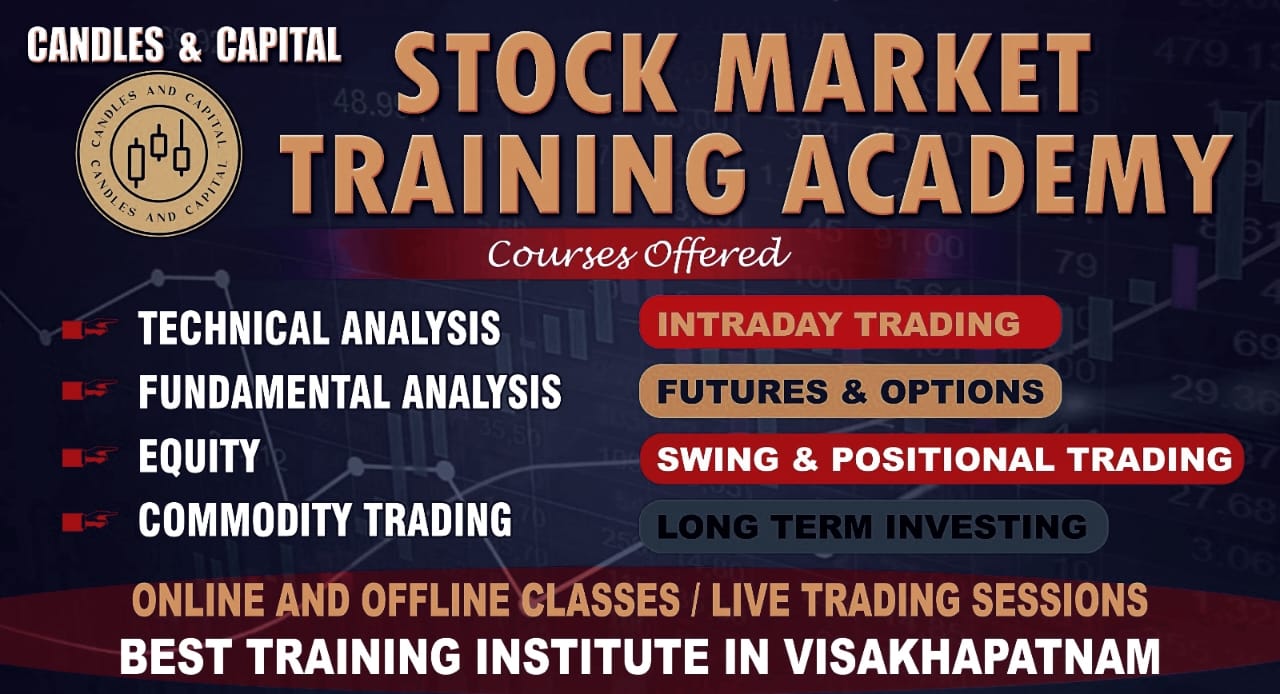 CANDLES & CAPITAL
CANDLES AND CAPITAL
CANDLES AND CAPITAL
STOCK MARKET
TRAINING ACADEMY
Courses Offered
TECHNICAL ANALYSIS
FUNDAMENTAL ANALYSIS
EQUITY
COMMODITY TRADING
INTRADAY TRADING
FUTURES & OPTIONS
SWING & POSITIONAL TRADING
LONG TERM INVESTING
ONLINE AND OFFLINE CLASSES / LIVE TRADING SESSIONS
BEST TRAINING INSTITUTE IN VISAKHAPATNAM